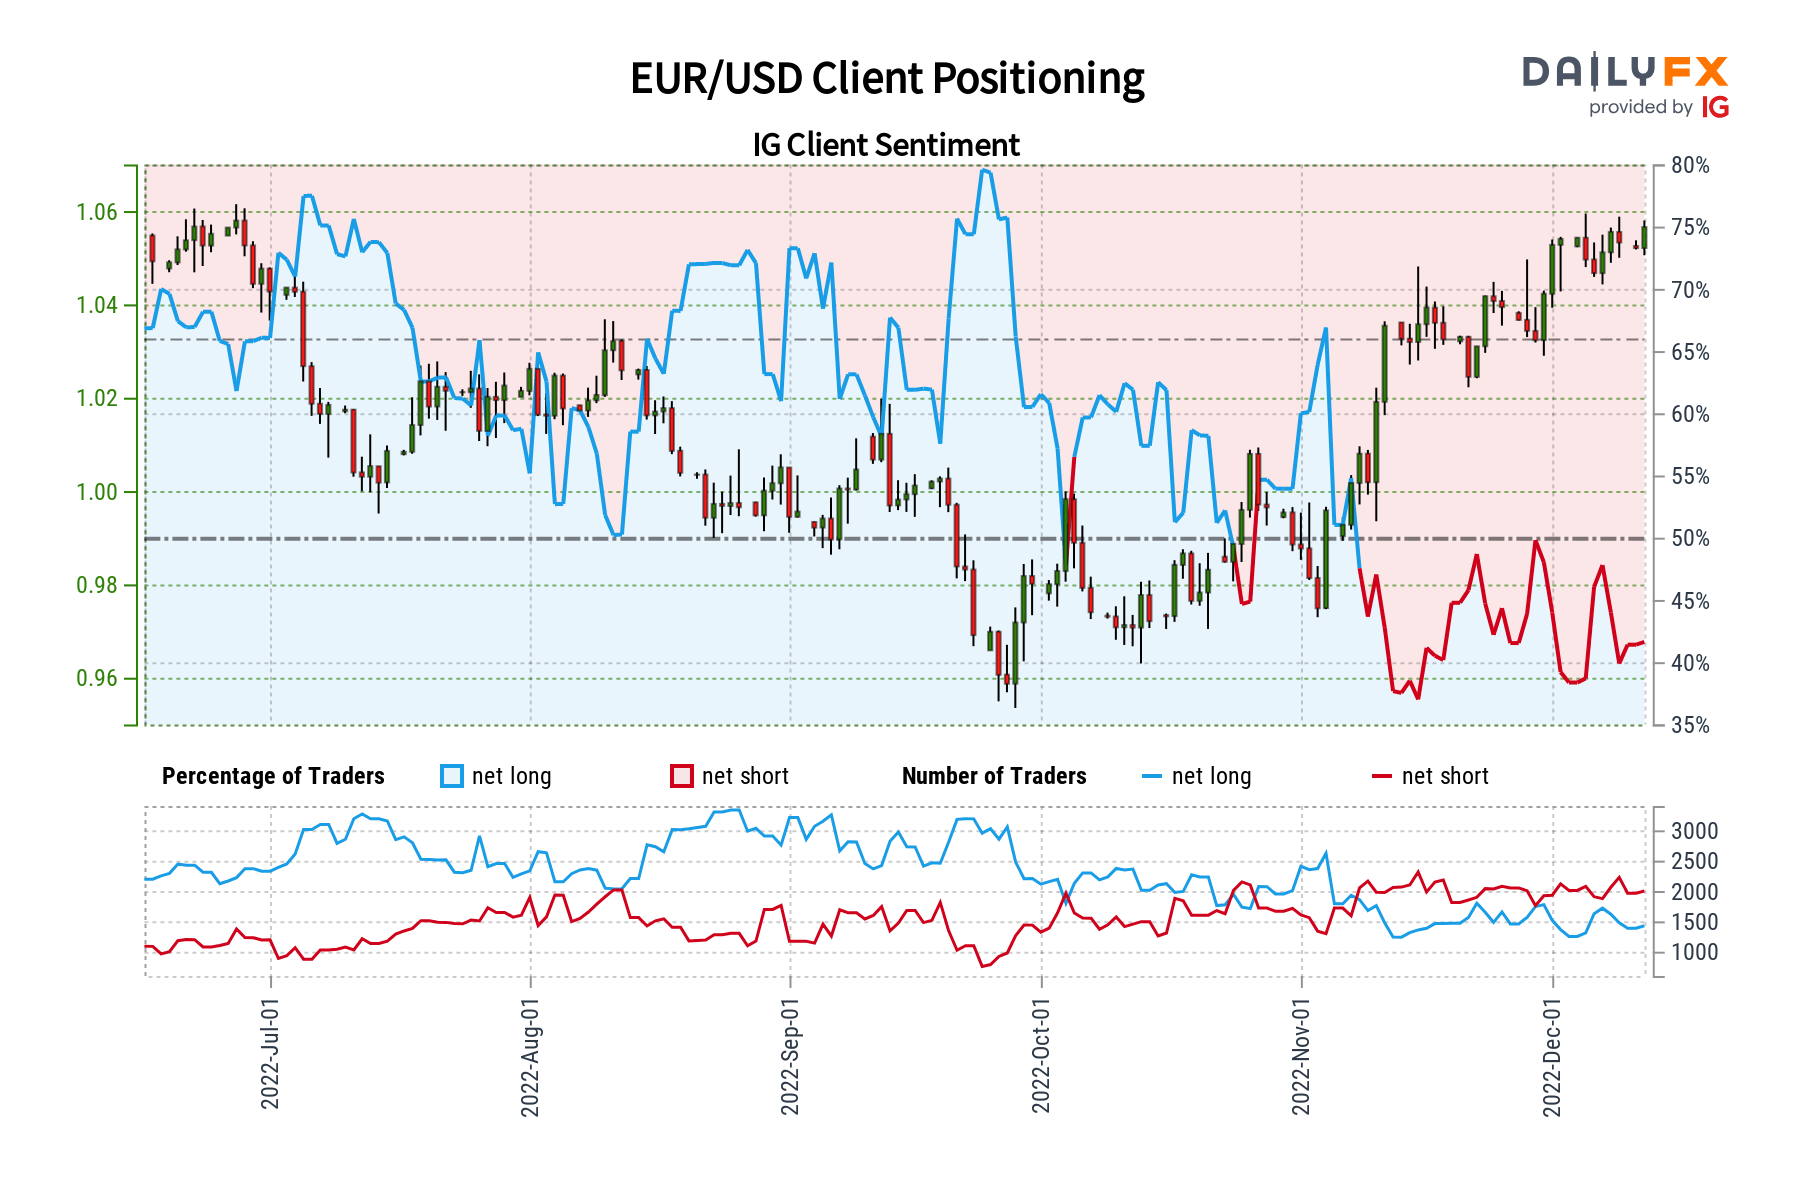 EUR/USD Client Positioning
DAILYFX
provided by IG
IG Client Sentiment
1.06
1.04
1.02
1.00
0.98
0.96
80%
75%
70%
65%
60%
55%
50%
45%
40%
35%
Percentage of Traders net long net short Number of Traders net long net short
3000
2500
2000
1500
1000
2022-Jul-01
2022-Aug-01
2022-Sep-01
2022-Oct-01
2022-Nov-01
2022-Dec-01